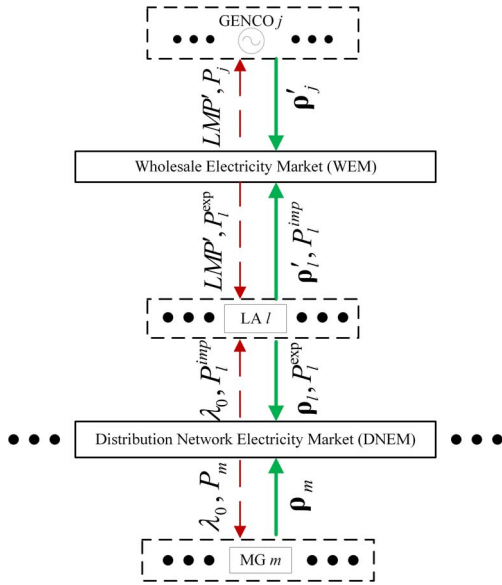 GENCO j
LMP′, P_j
ρ′_j
Wholesale Electricity Market (WEM)
LMP′, P_l^exp
ρ′_l, P_l^imp
LA l
λ_0, P_l^imp
ρ_l, P_l^exp
Distribution Network Electricity Market (DNEM)
λ_0, P_m
ρ_m
MG m